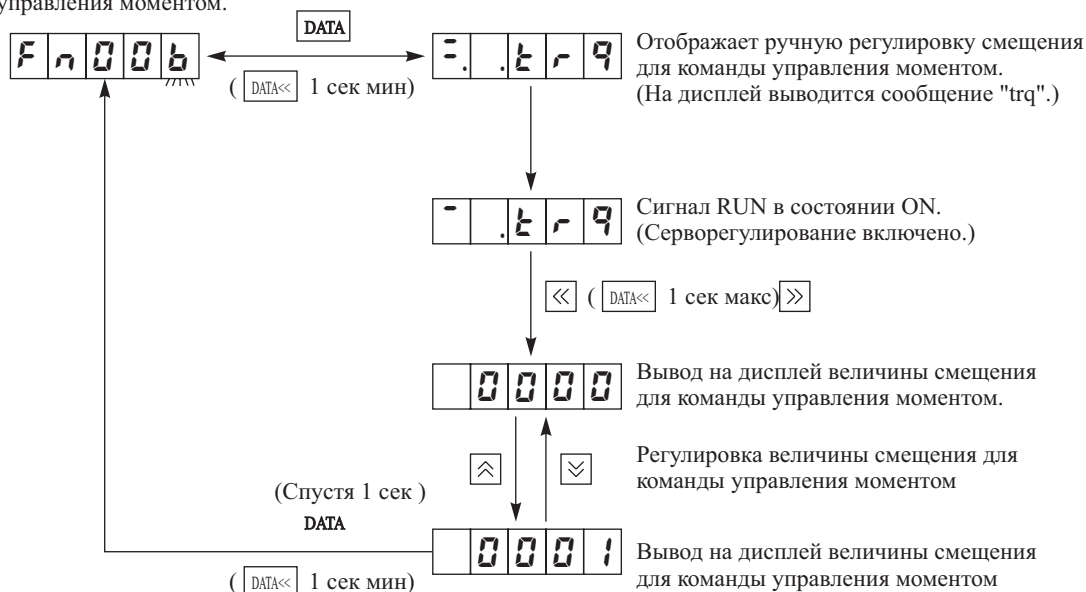 управления моментом.
DATA
Fn00b
( DATA<< 1 сек мин)
.trq
Отображает ручную регулировку смещения
для команды управления моментом.
(На дисплей выводится сообщение "trq".)
.trq
Сигнал RUN в состоянии ON.
(Серворегулирование включено.)
≪ ( DATA<< 1 сек макс) ≫
0000
Вывод на дисплей величины смещения
для команды управления моментом.
Регулировка величины смещения для
команды управления моментом
(Спустя 1 сек )
DATA
0001
( DATA<< 1 сек мин)
Вывод на дисплей величины смещения
для команды управления моментом